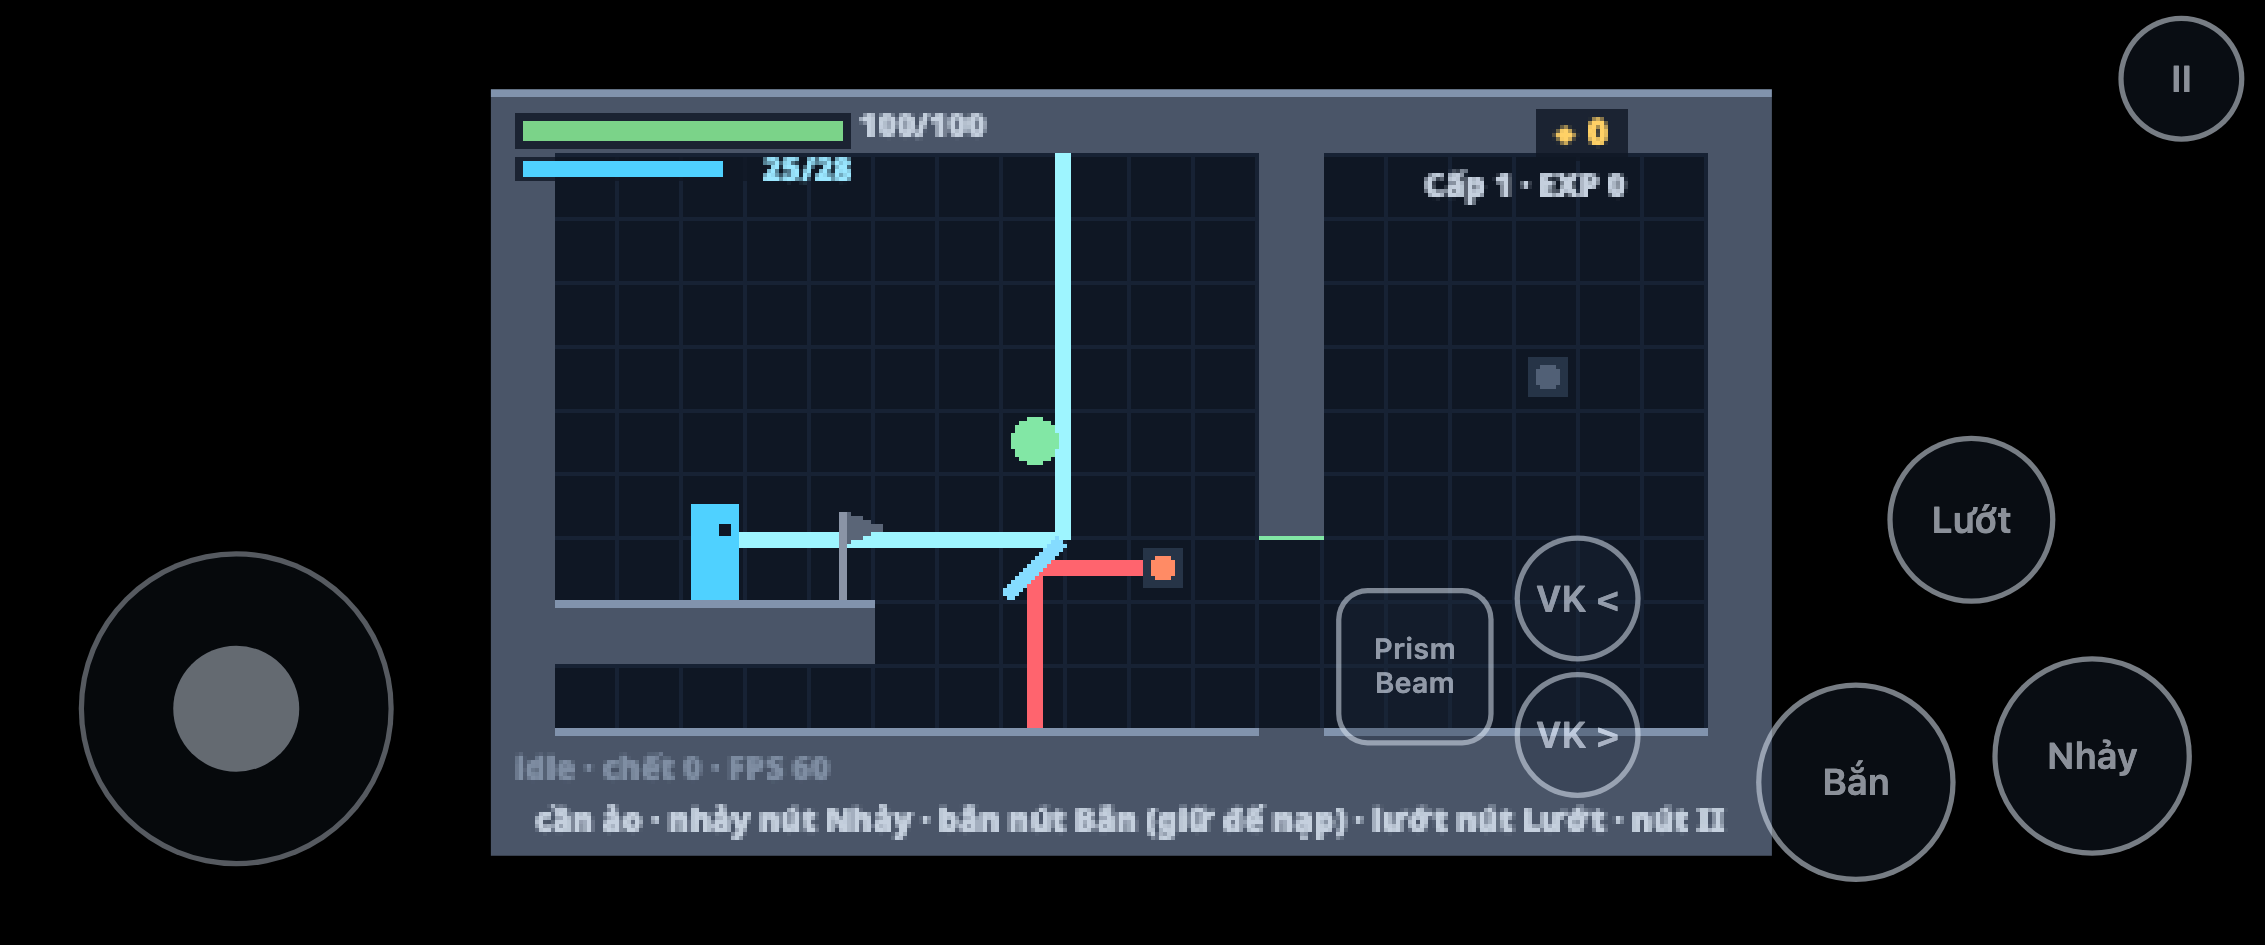 II
100/100
0
25/28
Cấp 1 · EXP 0
Lướt
VK <
Prism
Beam
VK >
Nhảy
Bắn
Idle · chết 0 · FPS 60
cần ảo · nhảy nút Nhảy · bắn nút Bắn (giữ để nạp) · lướt nút Lướt · nút II